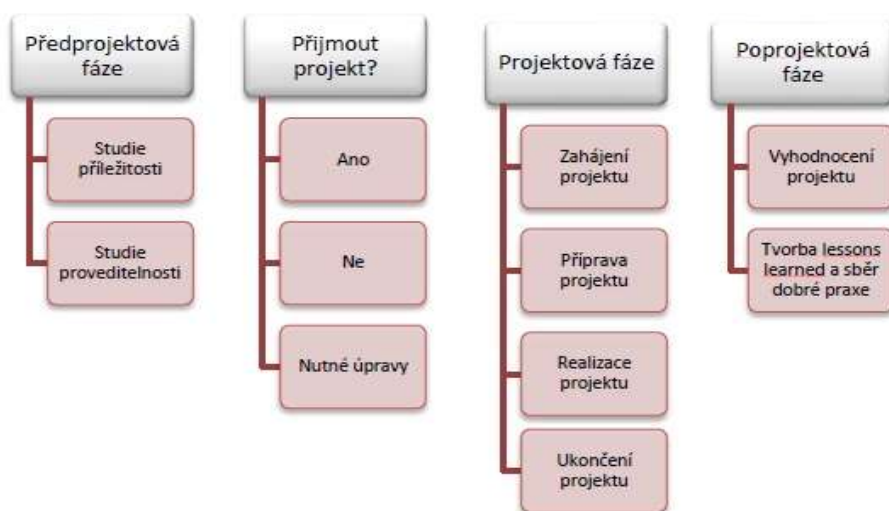 Předprojektová
fáze
Studie
příležitosti
Studie
proveditelnosti
Přijmout
projekt?
Ano
Ne
Nutné úpravy
Projektová fáze
Zahájení
projektu
Příprava
projektu
Realizace
projektu
Ukončení
projektu
Poprojektová
fáze
Vyhodnocení
projektu
Tvorba lessons
learned a sběr
dobré praxe